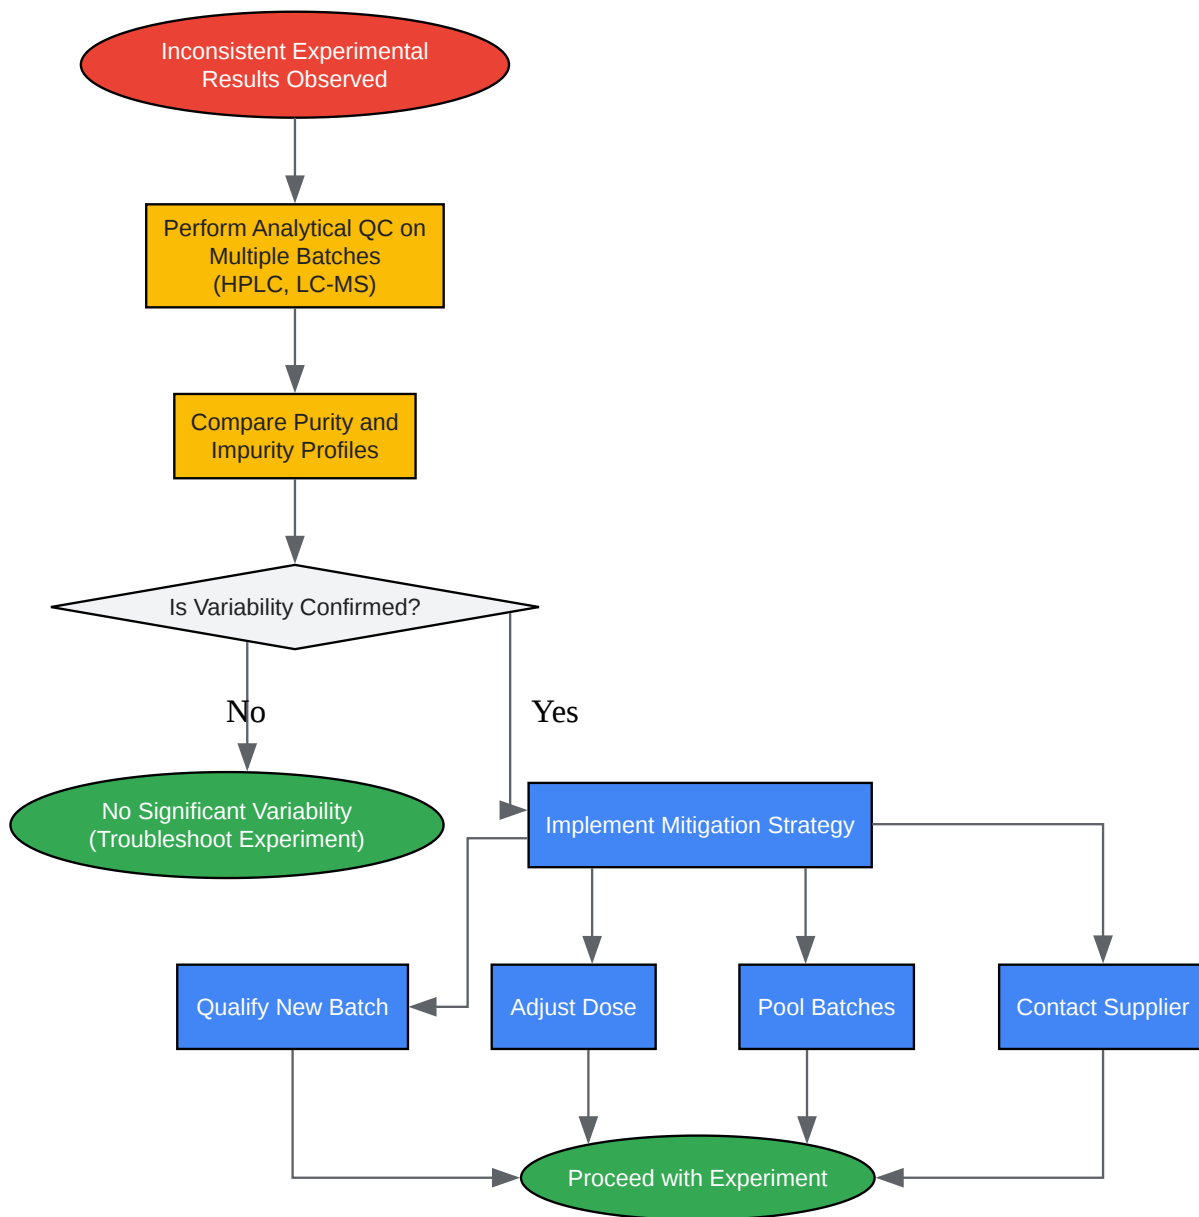 Inconsistent Experimental
Results Observed
Perform Analytical QC on
Multiple Batches
(HPLC, LC-MS)
Compare Purity and
Impurity Profiles
Is Variability Confirmed?
No
Yes
No Significant Variability
(Troubleshoot Experiment)
Implement Mitigation Strategy
Qualify New Batch
Adjust Dose
Pool Batches
Contact Supplier
Proceed with Experiment